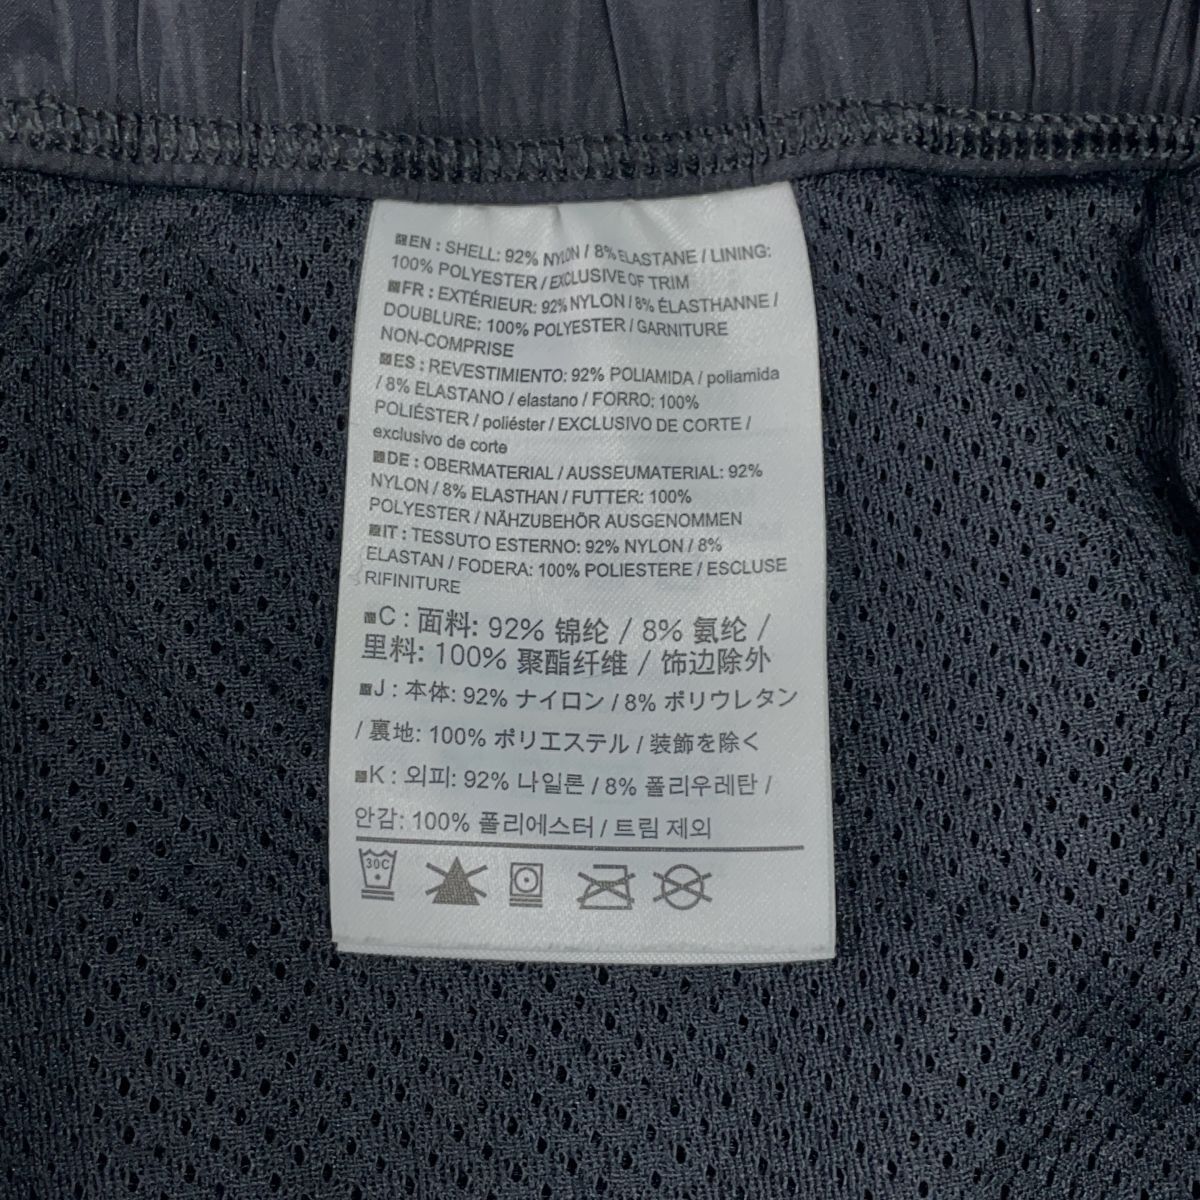 EN : SHELL: 92% NYLON / 8% ELASTANE / LINING:
100% POLYESTER / EXCLUSIVE OF TRIM
FR : EXTÉRIEUR: 92% NYLON / 8% ÉLASTHANNE /
DOUBLURE: 100% POLYESTER / GARNITURE
NON-COMPRISE
ES : REVESTIMIENTO: 92% POLIAMIDA / poliamida
/ 8% ELASTANO / elastano / FORRO: 100%
POLIÉSTER / poliéster / EXCLUSIVO DE CORTE /
exclusivo de corte
DE : OBERMATERIAL / AUSSEUMATERIAL: 92%
NYLON / 8% ELASTHAN / FUTTER: 100%
POLYESTER / NÄHZUBEHÖR AUSGENOMMEN
IT : TESSUTO ESTERNO: 92% NYLON / 8%
ELASTAN / FODERA: 100% POLIESTERE / ESCLUSE
RIFINITURE
C : 面料: 92% 锦纶 / 8% 氨纶 /
里料: 100% 聚酯纤维 / 饰边除外
J : 本体: 92% ナイロン / 8% ポリウレタン
/ 裏地: 100% ポリエステル / 装飾を除く
K : 외피: 92% 나일론 / 8% 폴리우레탄 /
안감: 100% 폴리에스터 / 트림 제외
30C